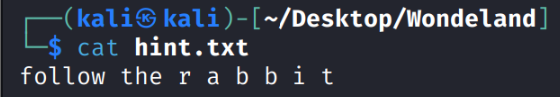 ┌──(kali㉿kali)-[~/Desktop/Wondeland]
└─$ cat hint.txt
follow the r a b b i t